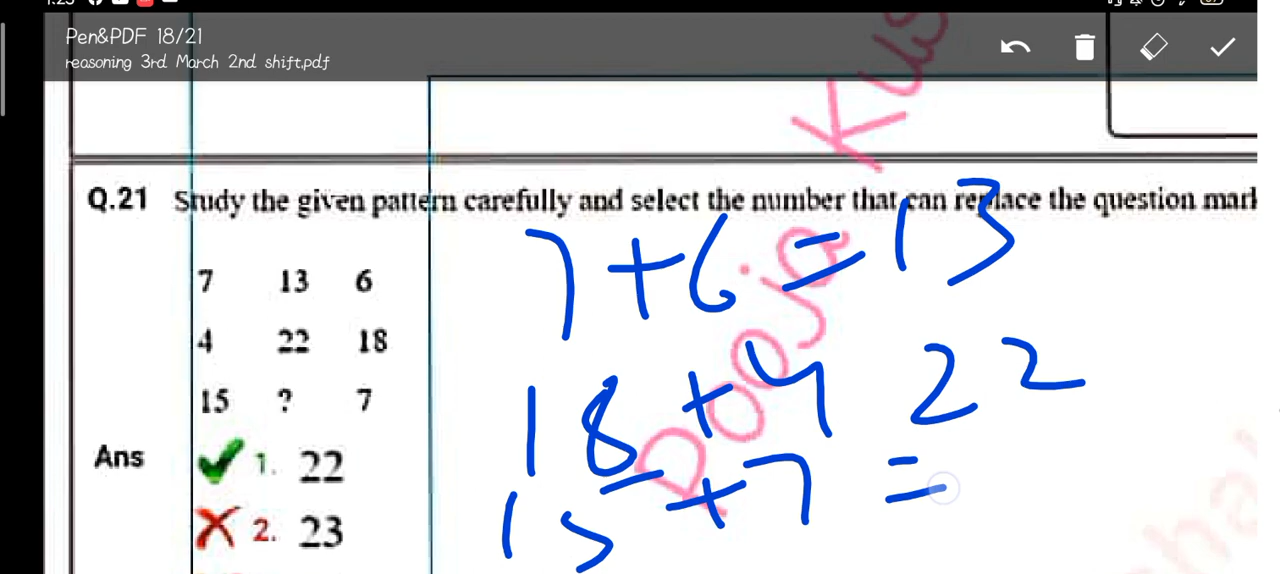 Pen&PDF 18/21
reasoning 3rd March 2nd shift.pdf
Q.21 Study the given pattern carefully and select the number that can replace the question mark
7 13 6
4 22 18
15 ? 7
Ans
1. 22
2. 23
7+6=13
18+4 22
15+7=
Pooja